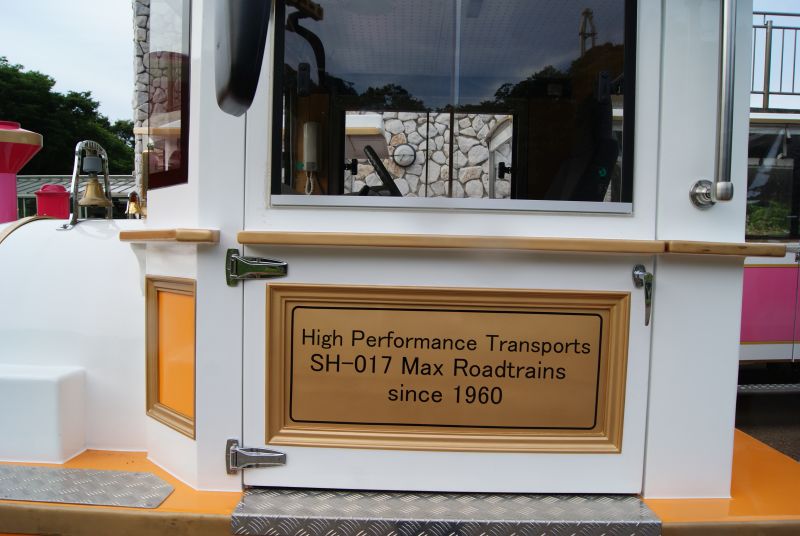 High Performance Transports
SH-017 Max Roadtrains
since 1960